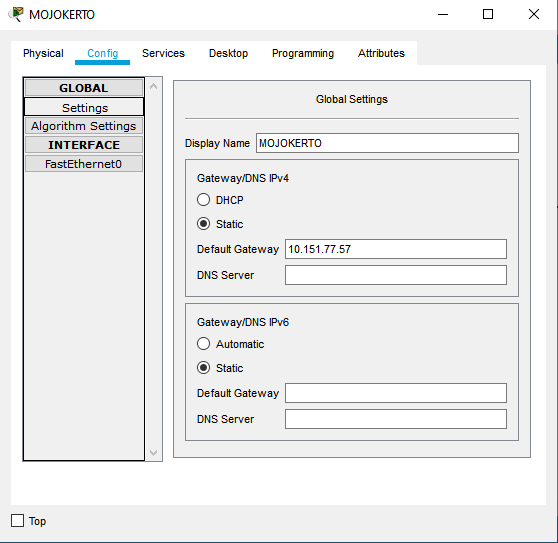 MOJOKERTO
Physical Config Services Desktop Programming Attributes
GLOBAL
Settings
Algorithm Settings
INTERFACE
FastEthernet0
Global Settings
Display Name MOJOKERTO
Gateway/DNS IPv4
DHCP
Static
Default Gateway 10.151.77.57
DNS Server
Gateway/DNS IPv6
Automatic
Static
Default Gateway
DNS Server
Top